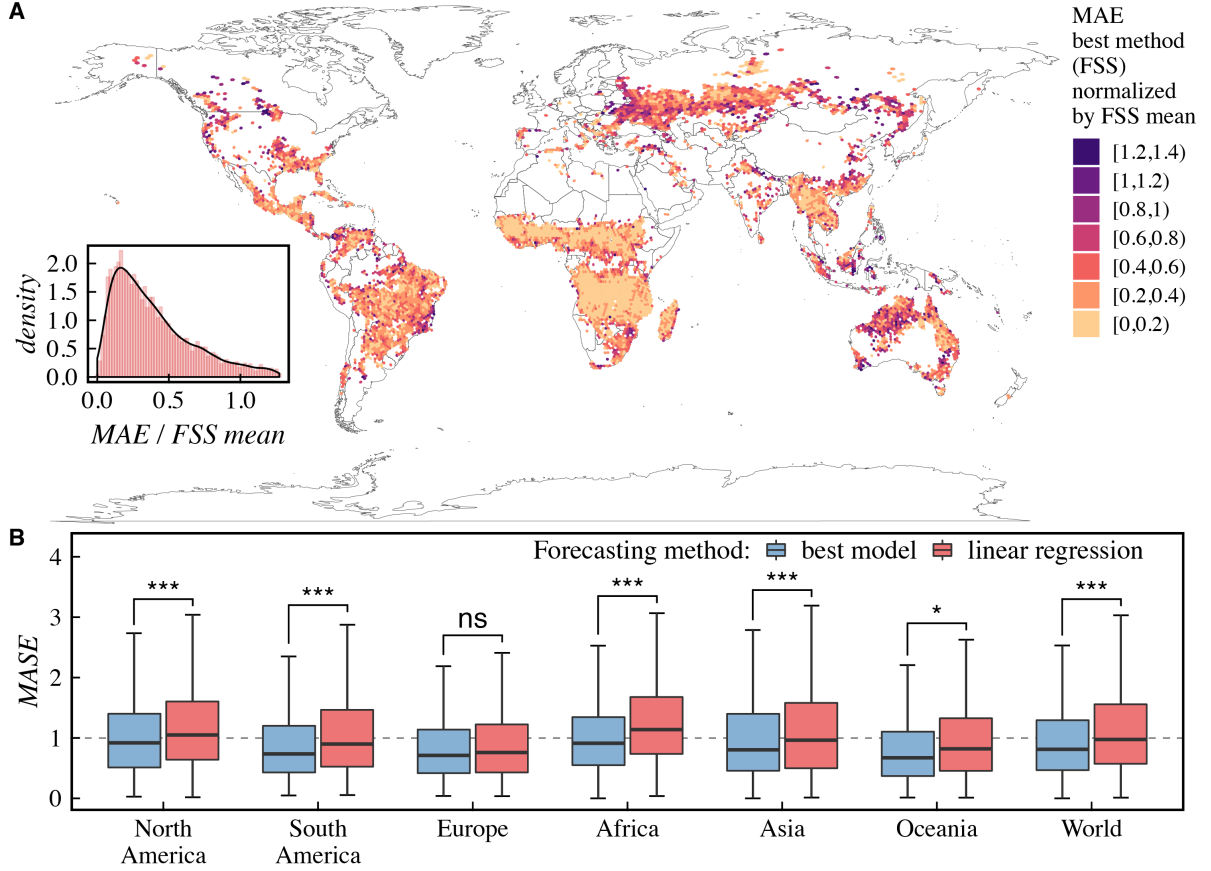 A
MAE
best method
(FSS)
normalized
by FSS mean
[1.2,1.4)
[1,1.2)
[0.8,1)
[0.6,0.8)
[0.4,0.6)
[0.2,0.4)
[0,0.2)
density
2.0
1.5
1.0
0.5
0.0
0.0 0.5 1.0
MAE / FSS mean
B
Forecasting method: best model linear regression
MASE
4
3
2
1
0
*** *** ns *** *** * ***
North America
South America
Europe
Africa
Asia
Oceania
World